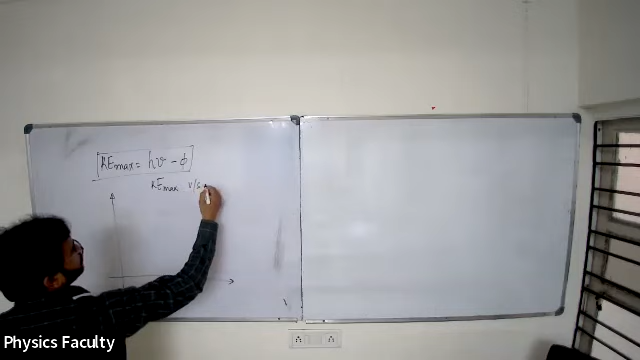 KEmax = hν - φ
KEmax v/s
Physics Faculty